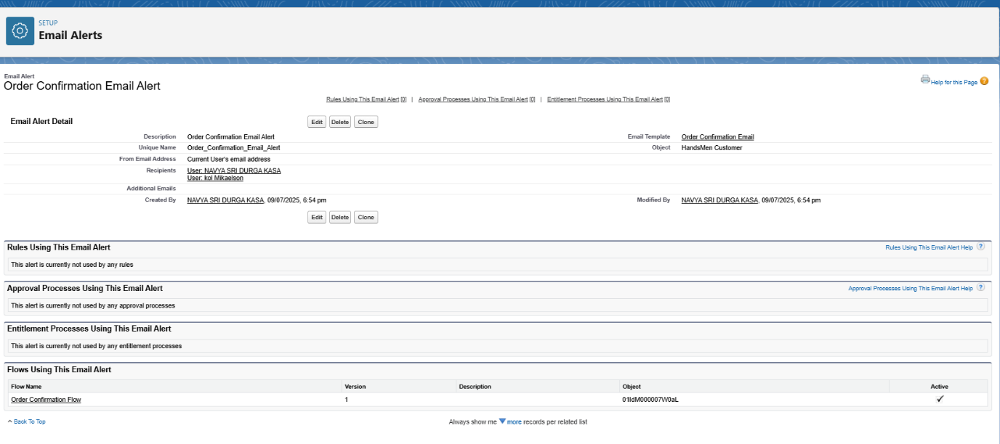 SETUP
Email Alerts
Email Alert
Order Confirmation Email Alert
Help for this Page
Rules Using This Email Alert [0] | Approval Processes Using This Email Alert [0] | Entitlement Processes Using This Email Alert [0]
Email Alert Detail Edit Delete Clone
Description Order Confirmation Email Alert Email Template Order Confirmation Email
Unique Name Order_Confirmation_Email_Alert Object HandsMen Customer
From Email Address Current User's email address
Recipients User: NAVYA SRI DURGA KASA
User: kol Mikaelson
Additional Emails
Created By NAVYA SRI DURGA KASA, 09/07/2025, 6:54 pm Modified By NAVYA SRI DURGA KASA, 09/07/2025, 6:54 pm
Edit Delete Clone
Rules Using This Email Alert Rules Using This Email Alert Help ?
This alert is currently not used by any rules
Approval Processes Using This Email Alert Approval Processes Using This Email Alert Help ?
This alert is currently not used by any approval processes
Entitlement Processes Using This Email Alert
This alert is currently not used by any entitlement processes
Flows Using This Email Alert
Flow Name Version Description Object Active
Order Confirmation Flow 1 01IdM000007W0aL
Back To Top Always show me more records per related list